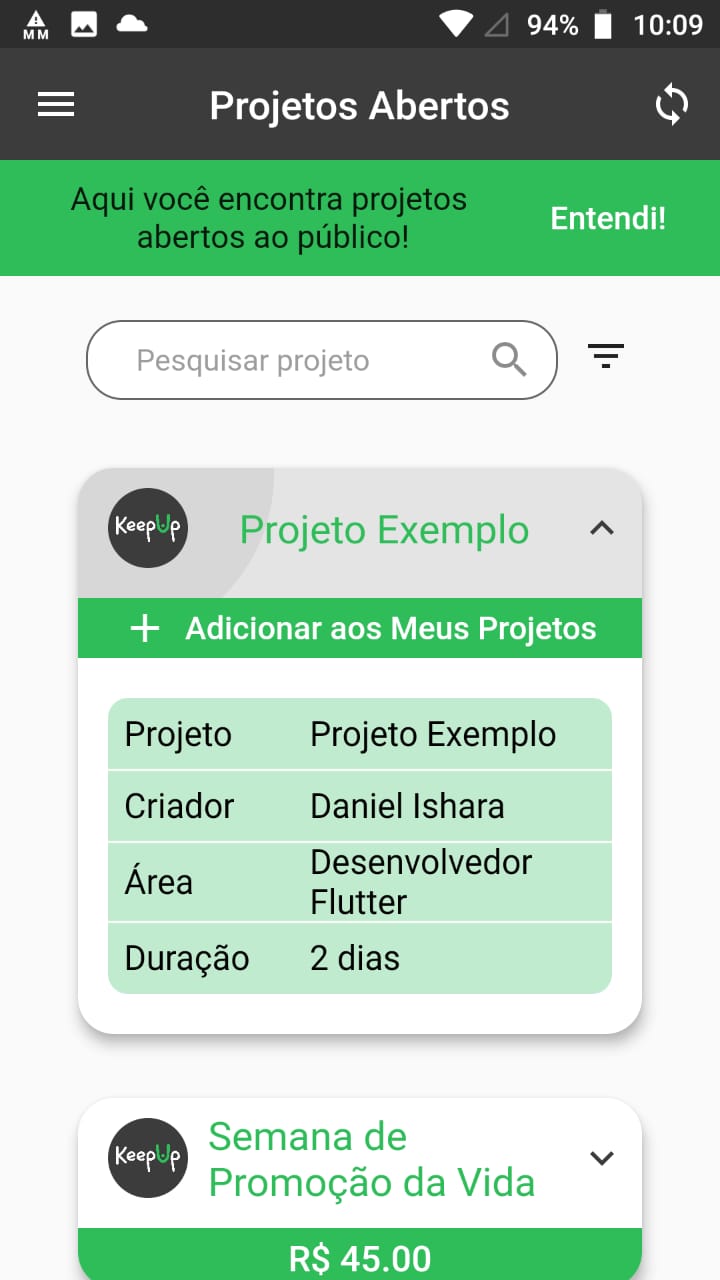 MM
94%
10:09
Projetos Abertos
Aqui você encontra projetos
abertos ao público!
Entendi!
Pesquisar projeto
KeepUp
Projeto Exemplo
+ Adicionar aos Meus Projetos
Projeto Projeto Exemplo
Criador Daniel Ishara
Área Desenvolvedor
Flutter
Duração 2 dias
KeepUp
Semana de
Promoção da Vida
R$ 45.00